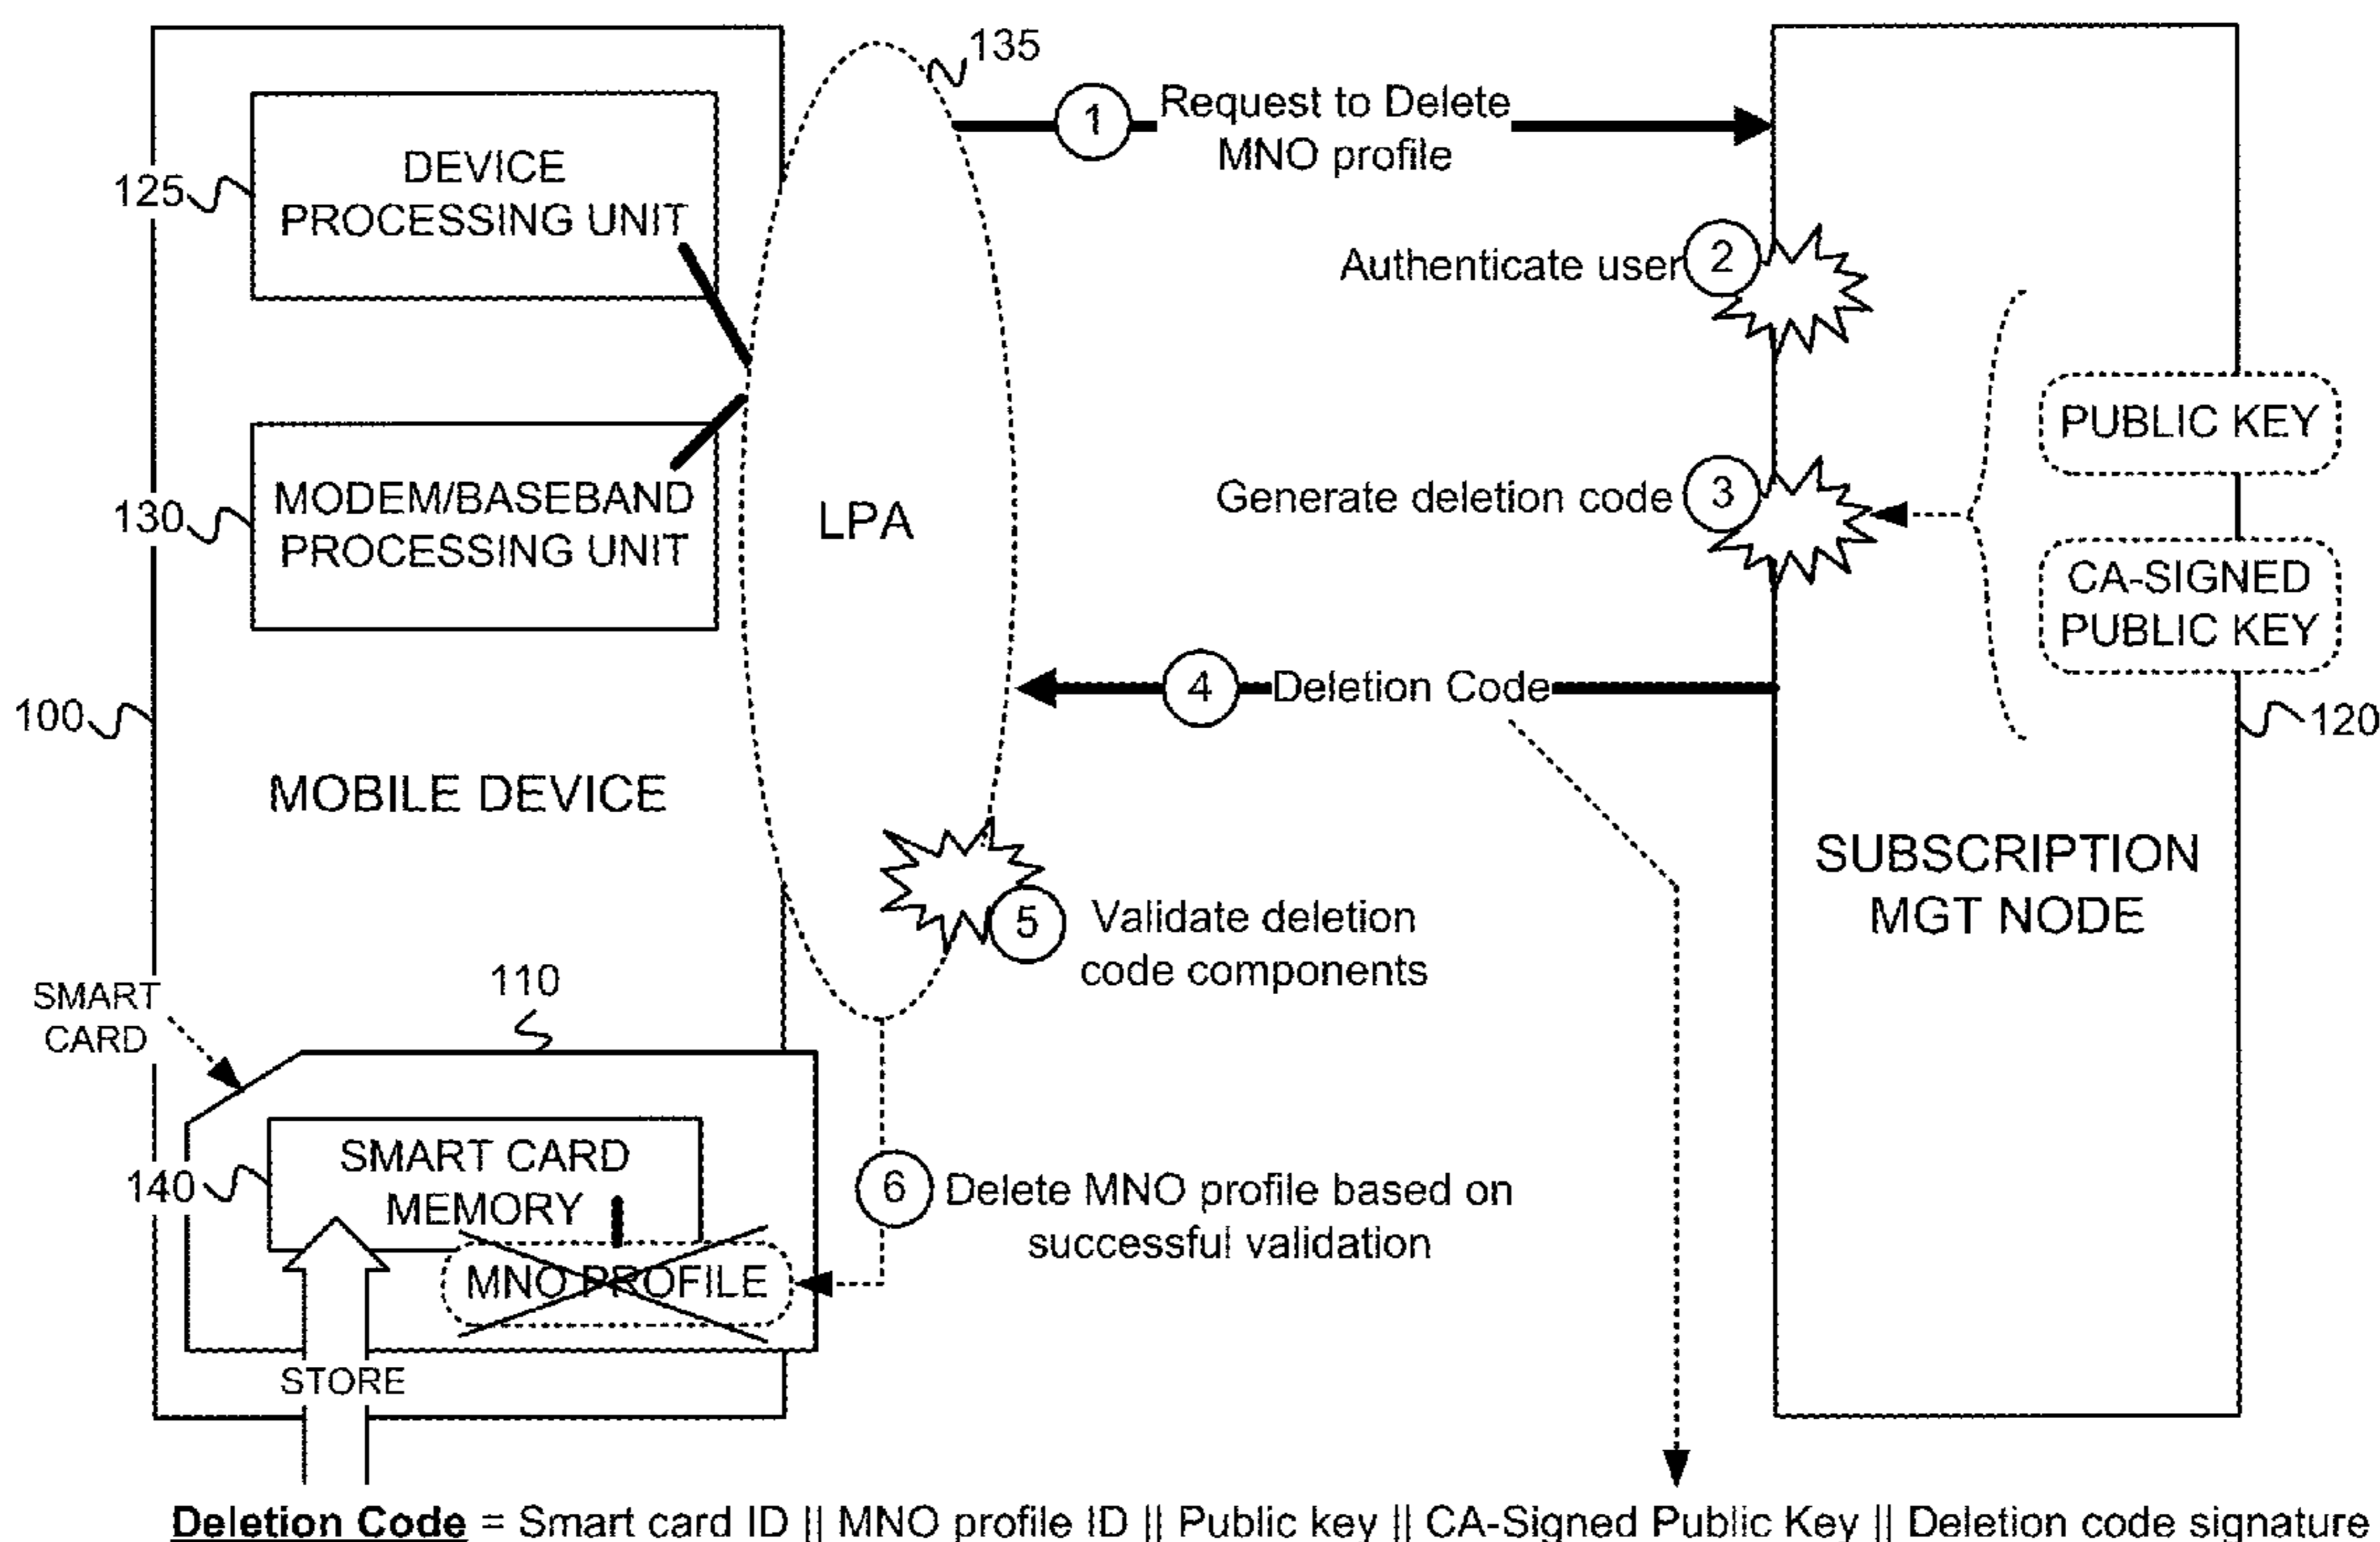 135
1
Request to Delete
MNO profile
DEVICE
PROCESSING UNIT
125
Authenticate user
2
PUBLIC KEY
MODEM/BASEBAND
PROCESSING UNIT
130
LPA
Generate deletion code
3
CA-SIGNED
PUBLIC KEY
4
Deletion Code
100
120
MOBILE DEVICE
SUBSCRIPTION
MGT NODE
5
Validate deletion
code components
SMART
CARD
110
SMART CARD
MEMORY
140
6
Delete MNO profile based on
successful validation
MNO PROFILE
STORE
Deletion Code = Smart card ID || MNO profile ID || Public key || CA-Signed Public Key || Deletion code signature